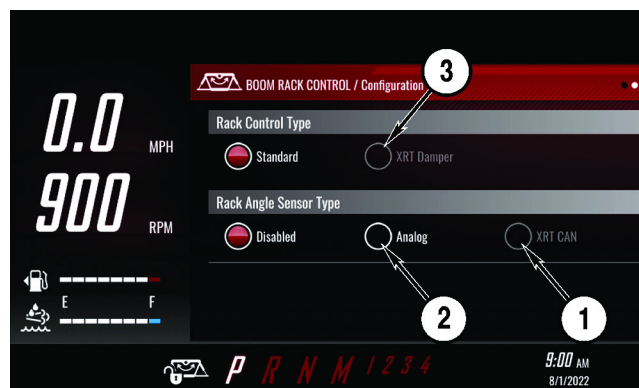 BOOM RACK CONTROL / Configuration
3
Rack Control Type
0.0 MPH
Standard
XRT Damper
900 RPM
Rack Angle Sensor Type
Disabled
Analog
XRT CAN
E F
2
1
P R N M 1 2 3 4
9:00 AM
8/1/2022